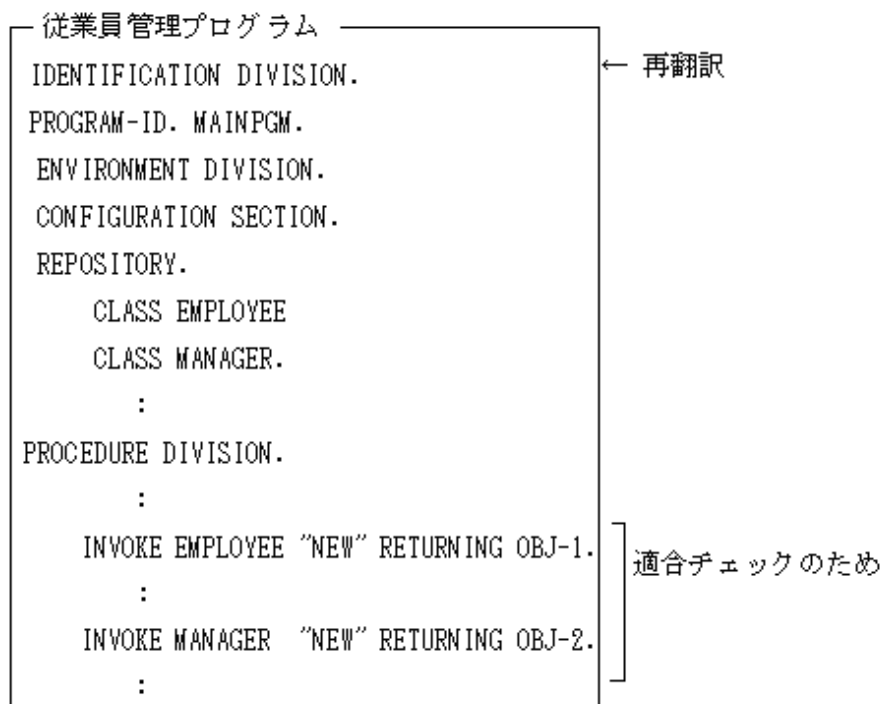 従業員管理プログラム
IDENTIFICATION DIVISION.
← 再翻訳
PROGRAM-ID. MAINPGM.
ENVIRONMENT DIVISION.
CONFIGURATION SECTION.
REPOSITORY.
CLASS EMPLOYEE
CLASS MANAGER.
:
PROCEDURE DIVISION.
:
INVOKE EMPLOYEE "NEW" RETURNING OBJ-1.
適合チェックのため
:
INVOKE MANAGER "NEW" RETURNING OBJ-2.
: